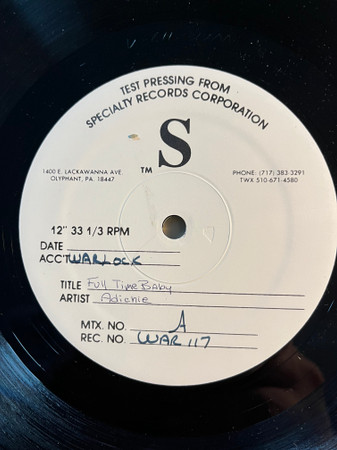 TEST PRESSING FROM
SPECIALTY RECORDS CORPORATION
S
TM
1400 E. LACKAWANNA AVE.
OLYPHANT, PA. 18447
PHONE: (717) 383-3291
TWX 510-671-4580
12" 33 1/3 RPM
DATE
ACC'T WARLOCK
TITLE Full Time Baby
ARTIST Adichie
MTX. NO. A
REC. NO. WAR 117